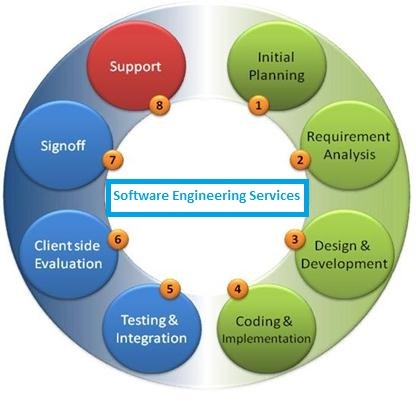 Software Engineering Services
1
Initial
Planning
2
Requirement
Analysis
3
Design &
Development
4
Coding &
Implementation
5
Testing &
Integration
6
Client side
Evaluation
7
Signoff
8
Support